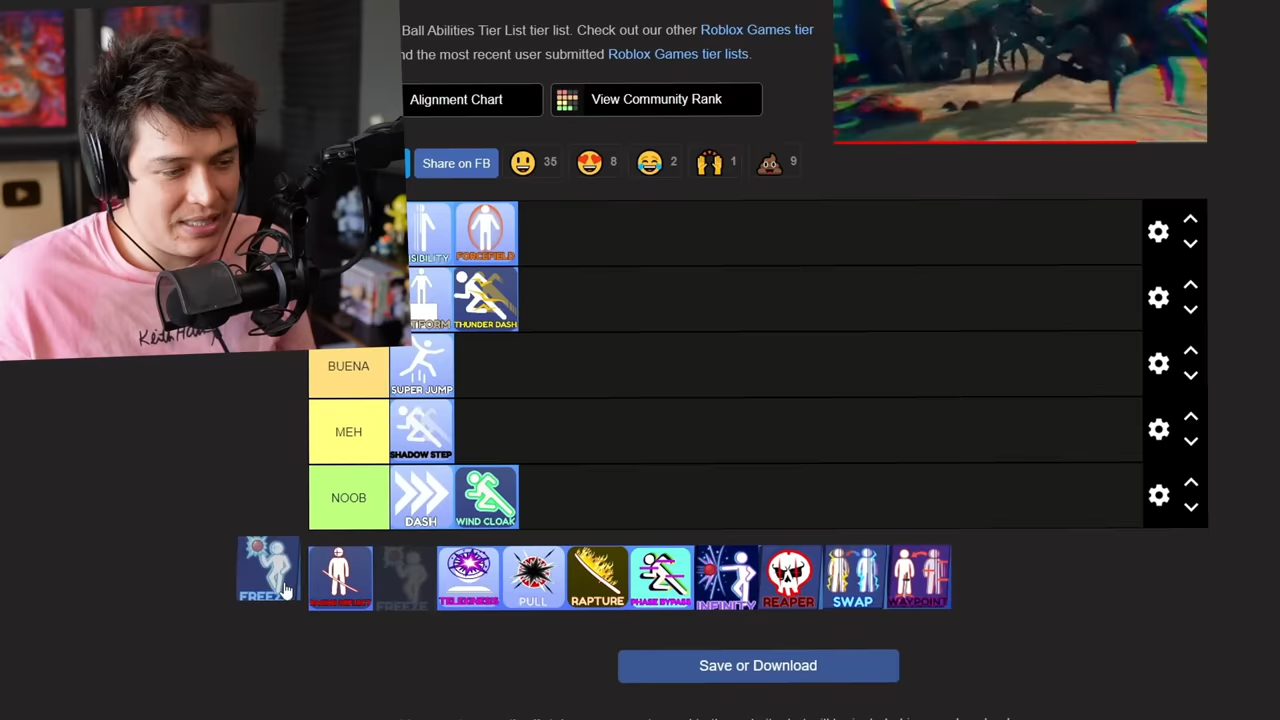 Ball Abilities Tier List tier list. Check out our other Roblox Games tier
nd the most recent user submitted Roblox Games tier lists.
Alignment Chart
View Community Rank
Share on FB
35
8
2
1
9
SIBILITY
FORCEFIELD
TFORM
THUNDER DASH
BUENA
SUPER JUMP
MEH
SHADOW STEP
NOOB
DASH
WIND CLOAK
FREEZE
FREEZE
PULL
RAPTURE
PHASE BYPASS
INFINITY
REAPER
SWAP
WAYPOINT
Save or Download